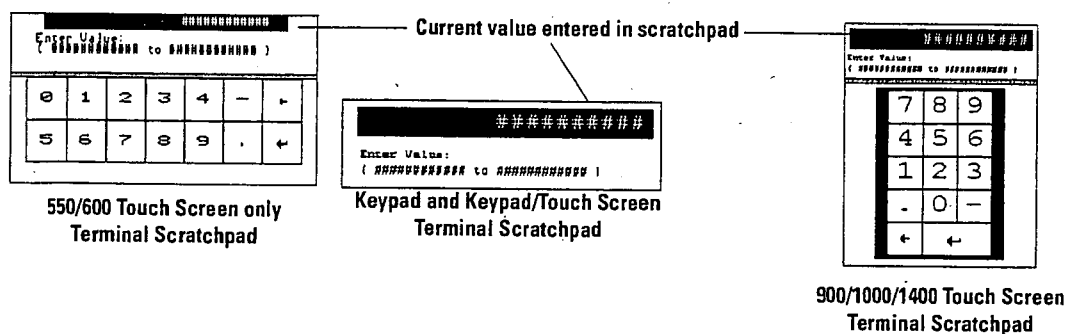 ############
Enter Value:
( ############ to ############ )
0 1 2 3 4 –
5 6 7 8 9 . ↵
550/600 Touch Screen only
Terminal Scratchpad
Current value entered in scratchpad
##########
Enter Value:
( ############ to ############ )
Keypad and Keypad/Touch Screen
Terminal Scratchpad
##########
Enter Value:
( ############ to ############ )
7 8 9
4 5 6
1 2 3
. 0 –
← ↵
900/1000/1400 Touch Screen
Terminal Scratchpad